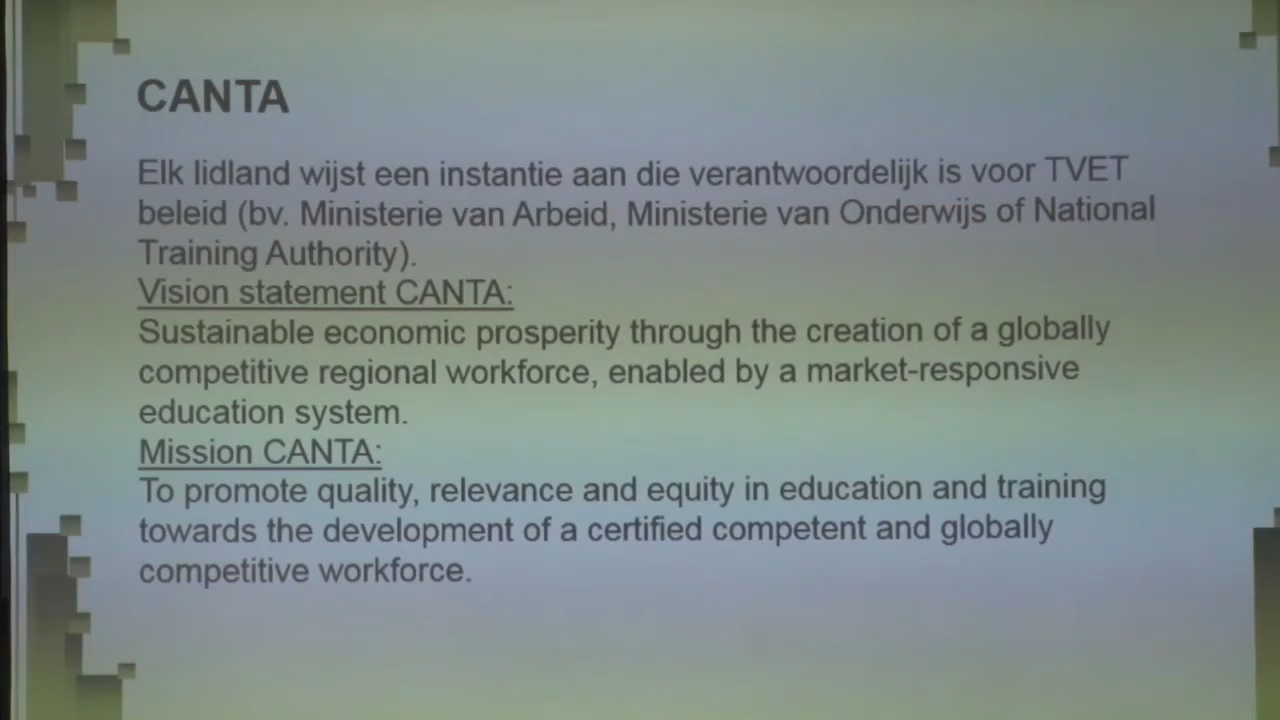 CANTA
Elk lidland wijst een instantie aan die verantwoordelijk is voor TVET
beleid (bv. Ministerie van Arbeid, Ministerie van Onderwijs of National
Training Authority).
Vision statement CANTA:
Sustainable economic prosperity through the creation of a globally
competitive regional workforce, enabled by a market-responsive
education system.
Mission CANTA:
To promote quality, relevance and equity in education and training
towards the development of a certified competent and globally
competitive workforce.